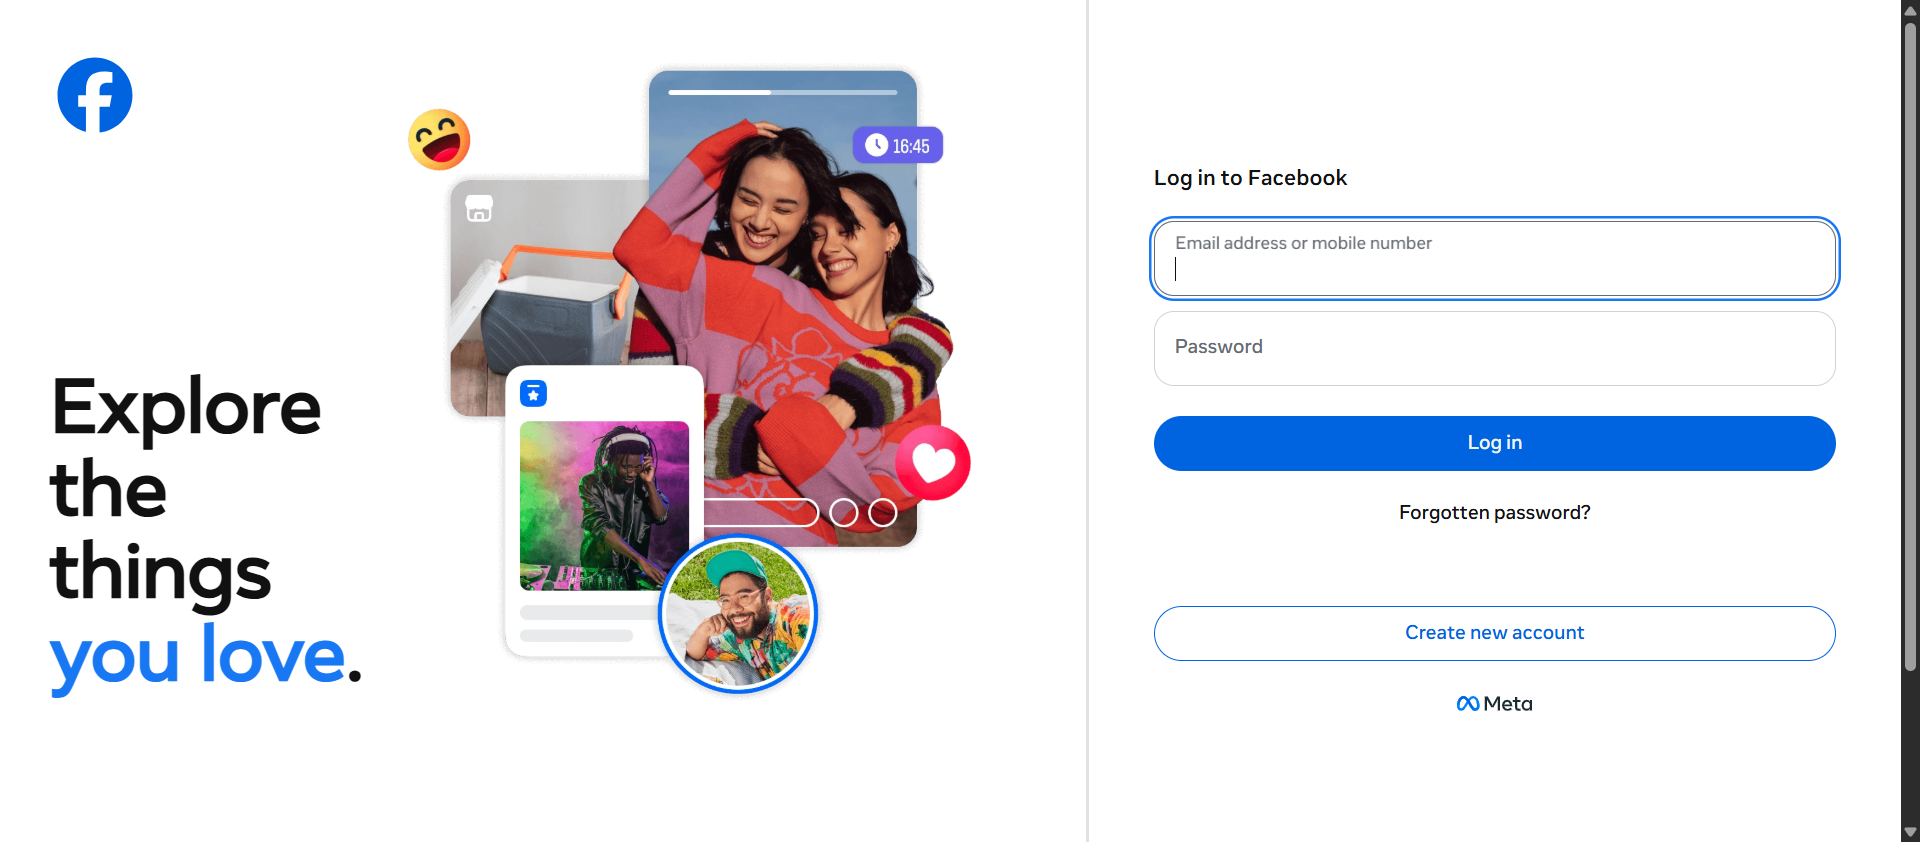 Explore
the
things
you love.
16:45
Log in to Facebook
Email address or mobile number
Password
Log in
Forgotten password?
Create new account
Meta